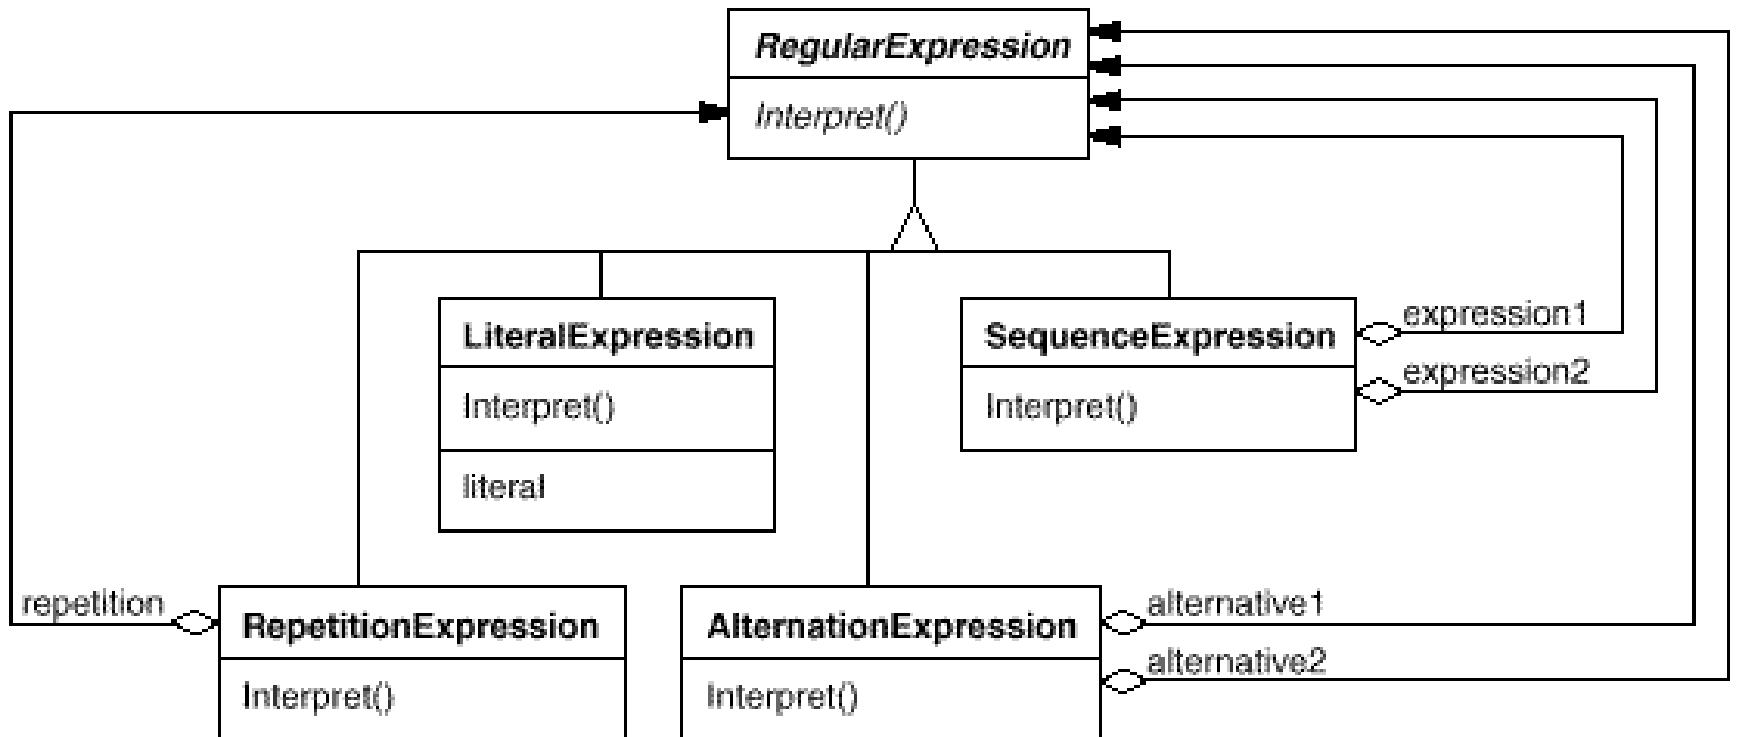 RegularExpression
Interpret()
LiteralExpression
Interpret()
literal
SequenceExpression
Interpret()
expression1
expression2
repetition
RepetitionExpression
Interpret()
AlternationExpression
Interpret()
alternative1
alternative2